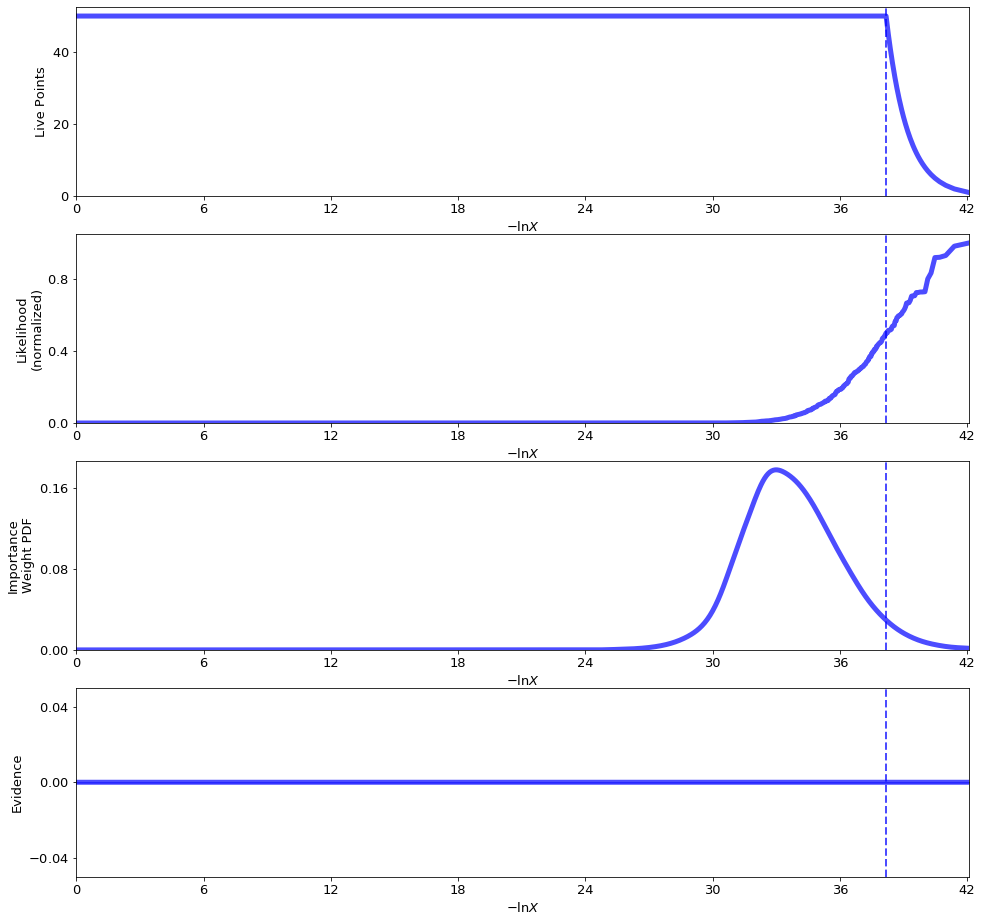 Live Points
40
20
0
0 6 12 18 24 30 36 42
−lnX
Likelihood
(normalized)
0.8
0.4
0.0
0 6 12 18 24 30 36 42
−lnX
Importance
Weight PDF
0.16
0.08
0.00
0 6 12 18 24 30 36 42
−lnX
Evidence
0.04
0.00
−0.04
0 6 12 18 24 30 36 42
−lnX